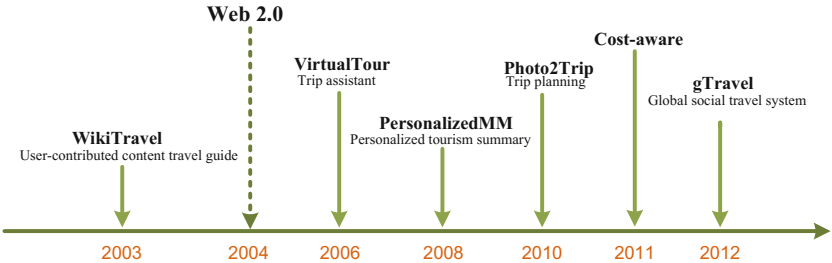 Web 2.0
Cost-aware
VirtualTour
Trip assistant
Photo2Trip
Trip planning
gTravel
Global social travel system
PersonalizedMM
Personalized tourism summary
WikiTravel
User-contributed content travel guide
2003 2004 2006 2008 2010 2011 2012